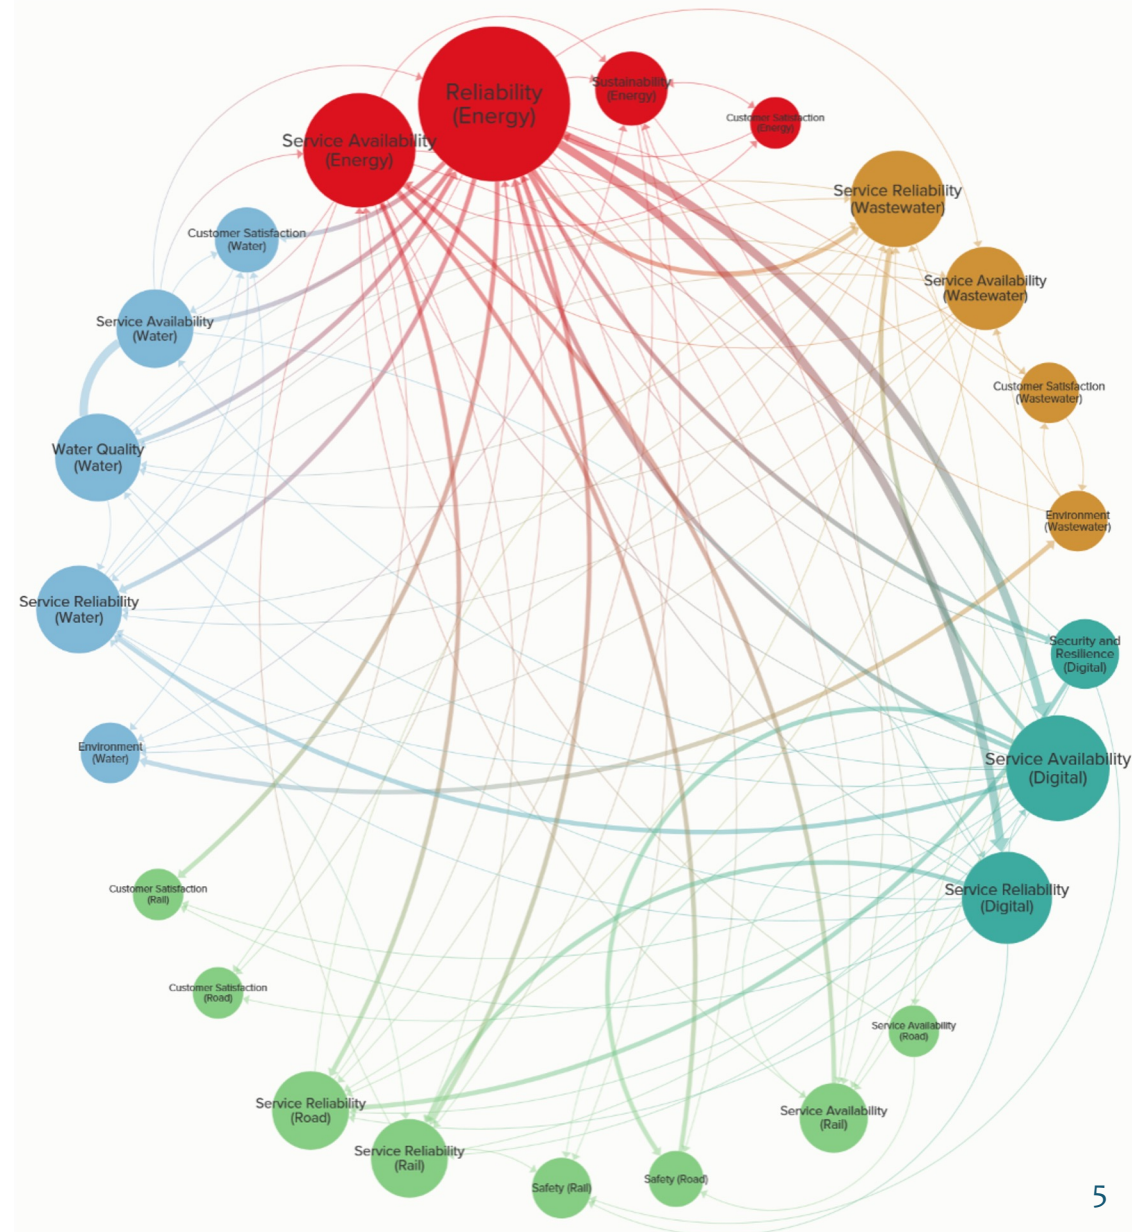 Reliability
(Energy)
Sustainability
(Energy)
Customer Satisfaction
(Energy)
Service Availability
(Energy)
Service Reliability
(Wastewater)
Customer Satisfaction
(Water)
Service Availability
(Wastewater)
Service Availability
(Water)
Customer Satisfaction
(Wastewater)
Water Quality
(Water)
Environment
(Wastewater)
Service Reliability
(Water)
Security and
Resilience
(Digital)
Environment
(Water)
Service Availability
(Digital)
Customer Satisfaction
(Rail)
Service Reliability
(Digital)
Customer Satisfaction
(Road)
Service Availability
(Road)
Service Reliability
(Road)
Service Availability
(Rail)
Service Reliability
(Rail)
Safety (Rail)
Safety (Road)
5